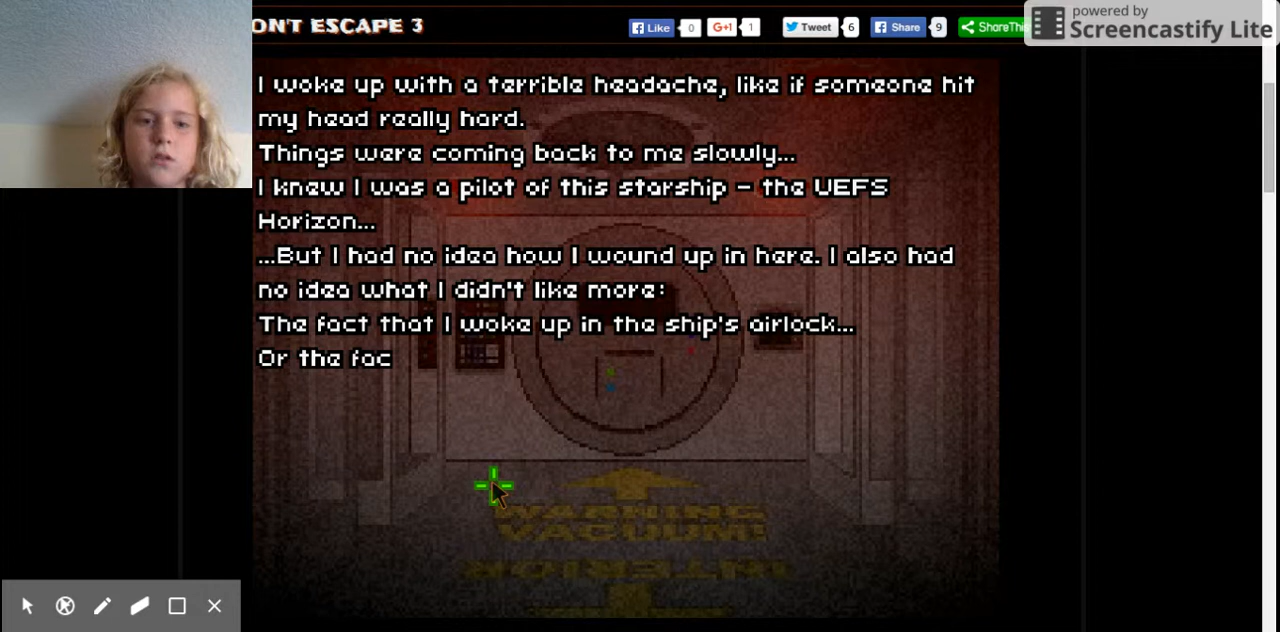 ON'T ESCAPE 3
Like 0 G+1 1 Tweet 6 Share 9 ShareThis
powered by
Screencastify Lite
I woke up with a terrible headache, like if someone hit
my head really hard.
Things were coming back to me slowly...
I knew I was a pilot of this starship - the UEFS
Horizon...
...But I had no idea how I wound up in here. I also had
no idea what I didn't like more:
The fact that I woke up in the ship's airlock...
Or the fac
WARNING
VACUUM!
INTERIOR